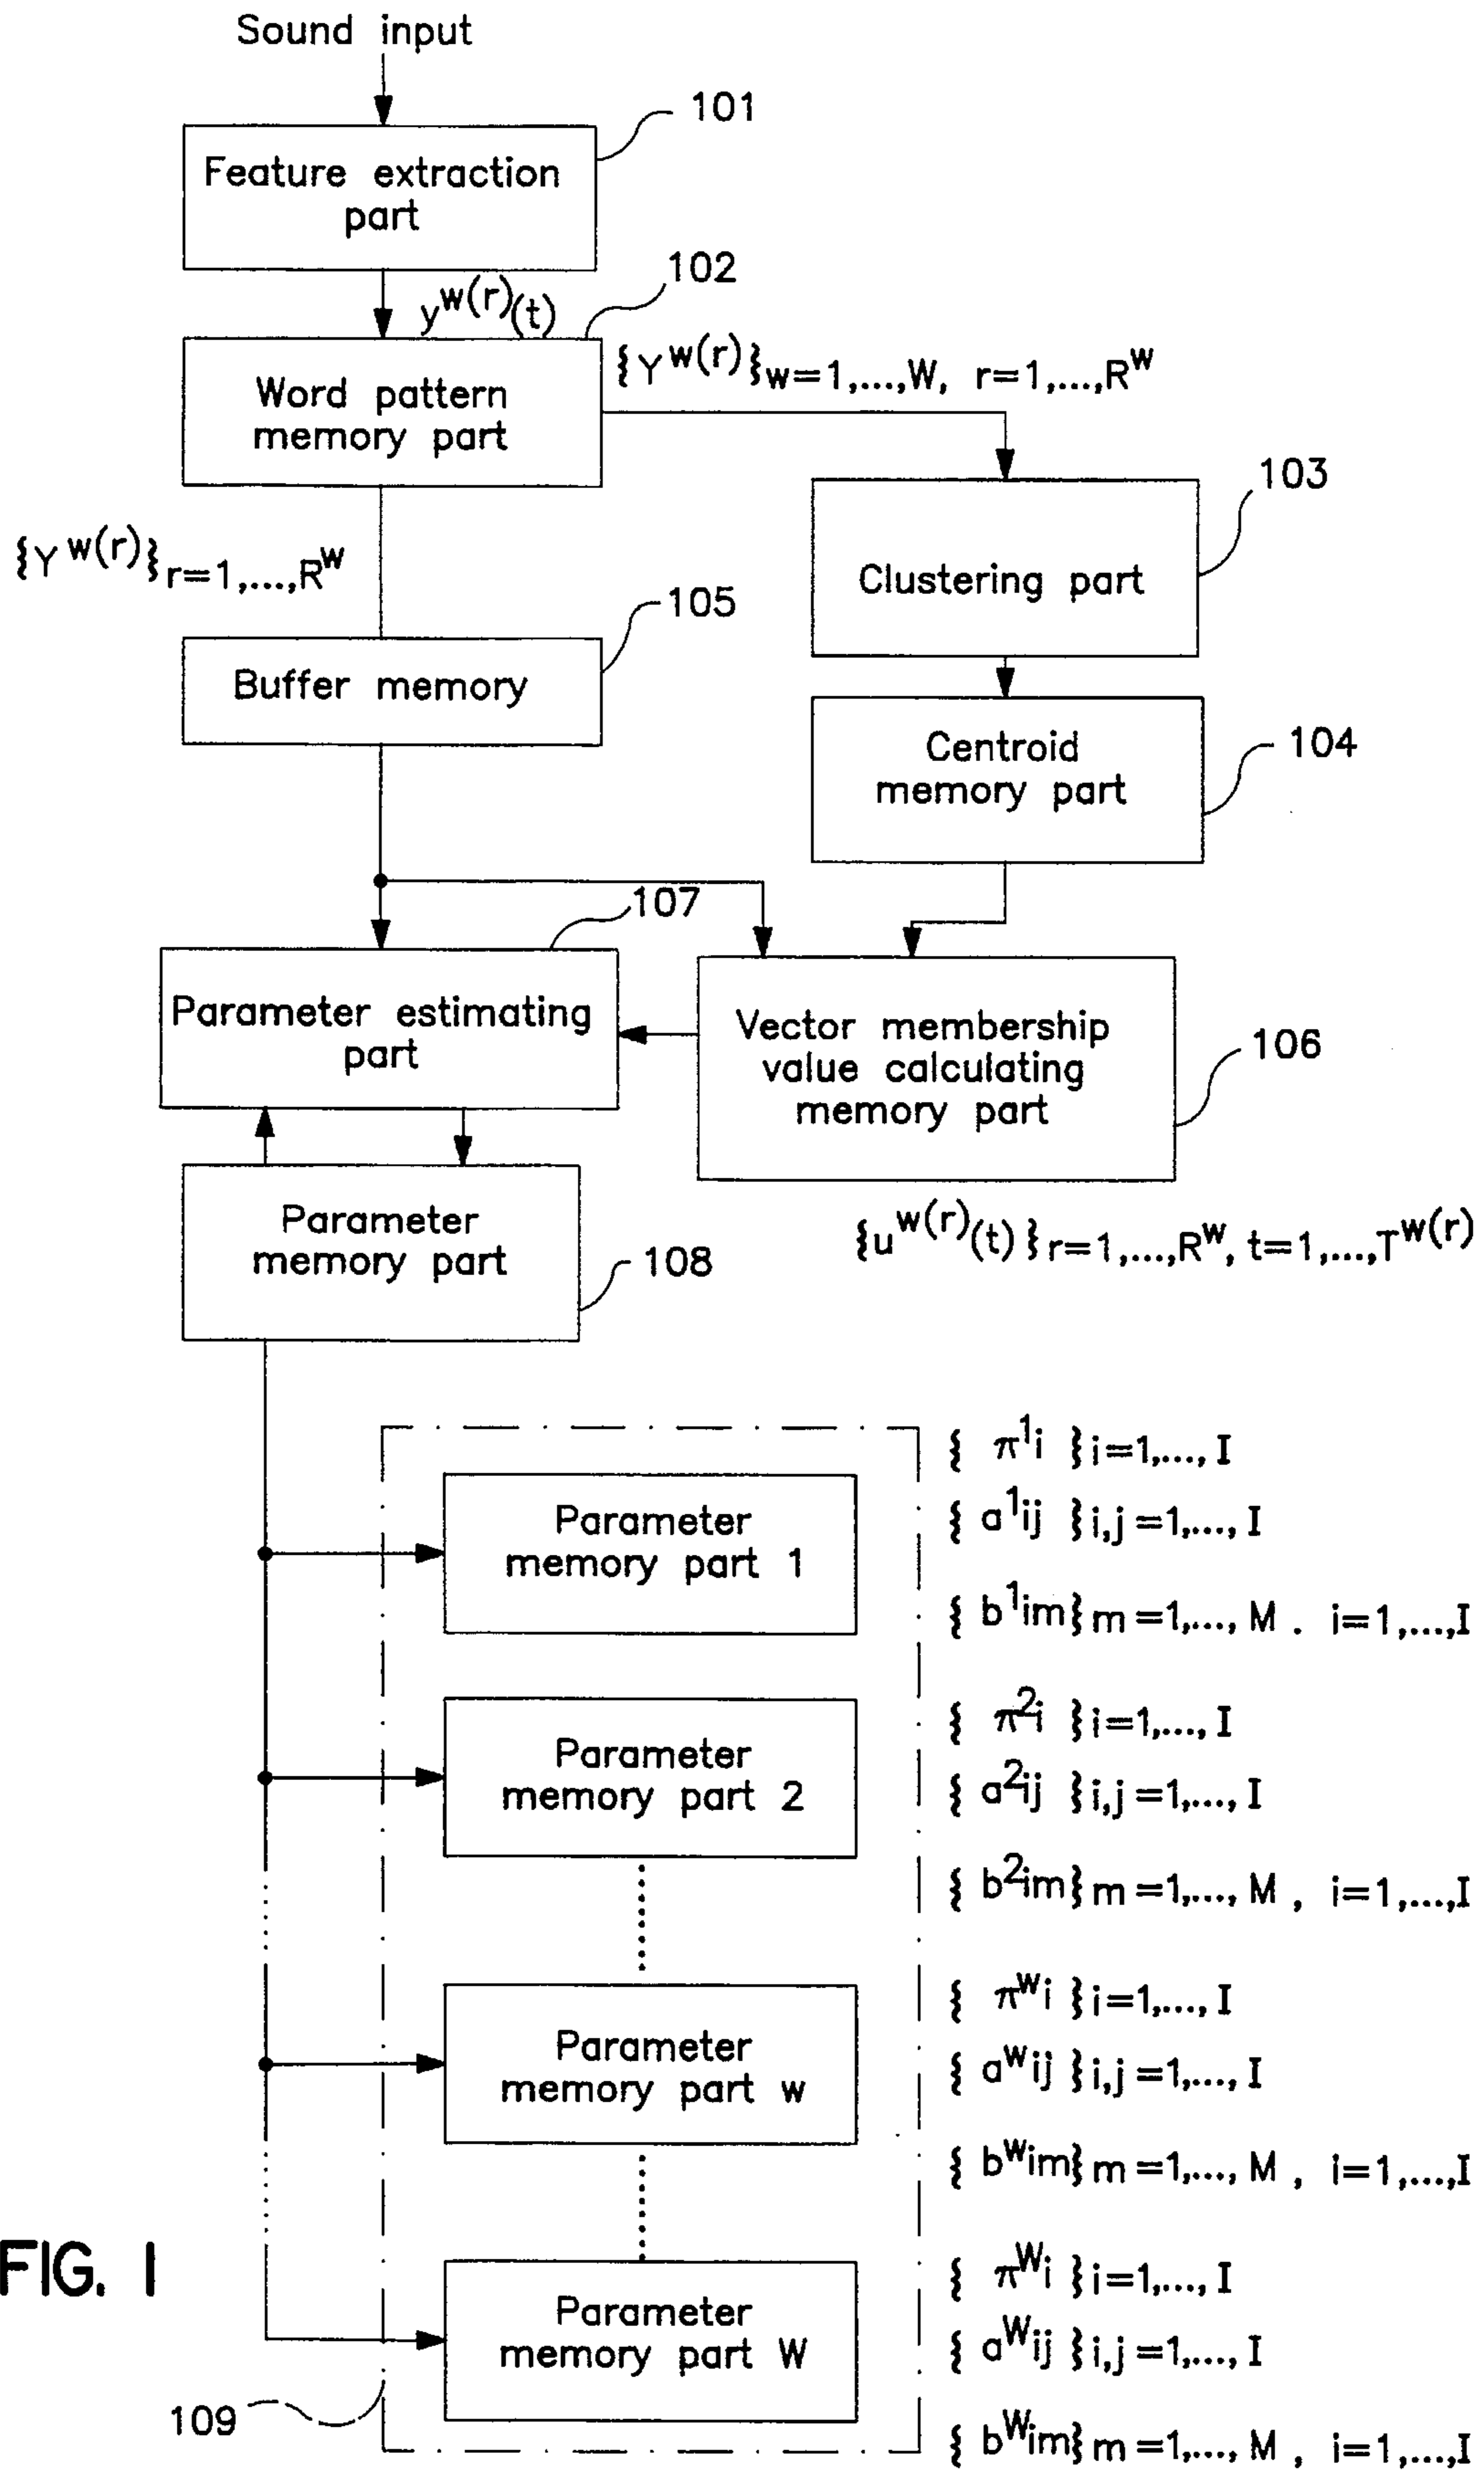 Sound input
101
Feature extraction
part
102
y^w(r)(t)
{Y^w(r)}w=1,...,W, r=1,...,R^w
Word pattern
memory part
103
{Y^w(r)}r=1,...,R^w
Clustering part
105
Buffer memory
Centroid
memory part
104
107
Parameter estimating
part
Vector membership
value calculating
memory part
106
Parameter
memory part
108
{u^w(r)(t)}r=1,...,R^w, t=1,...,T^w(r)
{π^1i}i=1,..., I
Parameter
memory part 1
{a^1ij}i,j=1,..., I
{b^1im}m=1,..., M . i=1,...,I
{π^2i}i=1,..., I
Parameter
memory part 2
{a^2ij}i,j=1,..., I
{b^2im}m=1,..., M , i=1,...,I
{π^wi}i=1,..., I
Parameter
memory part w
{a^wij}i,j=1,..., I
{b^wim}m=1,..., M , i=1,...,I
FIG. 1
{π^Wi}i=1,..., I
Parameter
memory part W
{a^Wij}i,j=1,..., I
109
{b^Wim}m=1,..., M , i=1,...,I